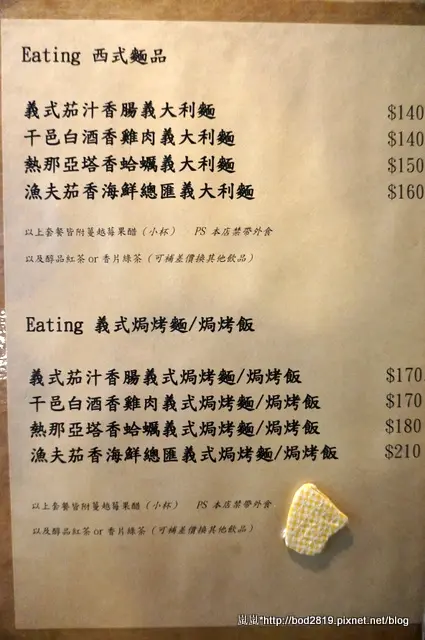 Eating 西式麵品
義式茄汁香腸義大利麵 $140
干邑白酒香雞肉義大利麵 $140
熱那亞塔香蛤蠣義大利麵 $150
漁夫茄香海鮮總匯義大利麵 $160
以上套餐皆附蔓越莓果醋(小杯) PS 本店禁帶外食
以及醇品紅茶 or 香片綠茶(可補差價換其他飲品)
Eating 義式焗烤麵/焗烤飯
義式茄汁香腸義式焗烤麵/焗烤飯 $170
干邑白酒香雞肉義式焗烤麵/焗烤飯 $170
熱那亞塔香蛤蠣義式焗烤麵/焗烤飯 $180
漁夫茄香海鮮總匯義式焗烤麵/焗烤飯 $210
以上套餐皆附蔓越莓果醋(小杯) PS 本店禁帶外食
以及醇品紅茶 or 香片綠茶(可補差價換其他飲品)
嵐嵐*http://bod2819.pixnet.net/blog